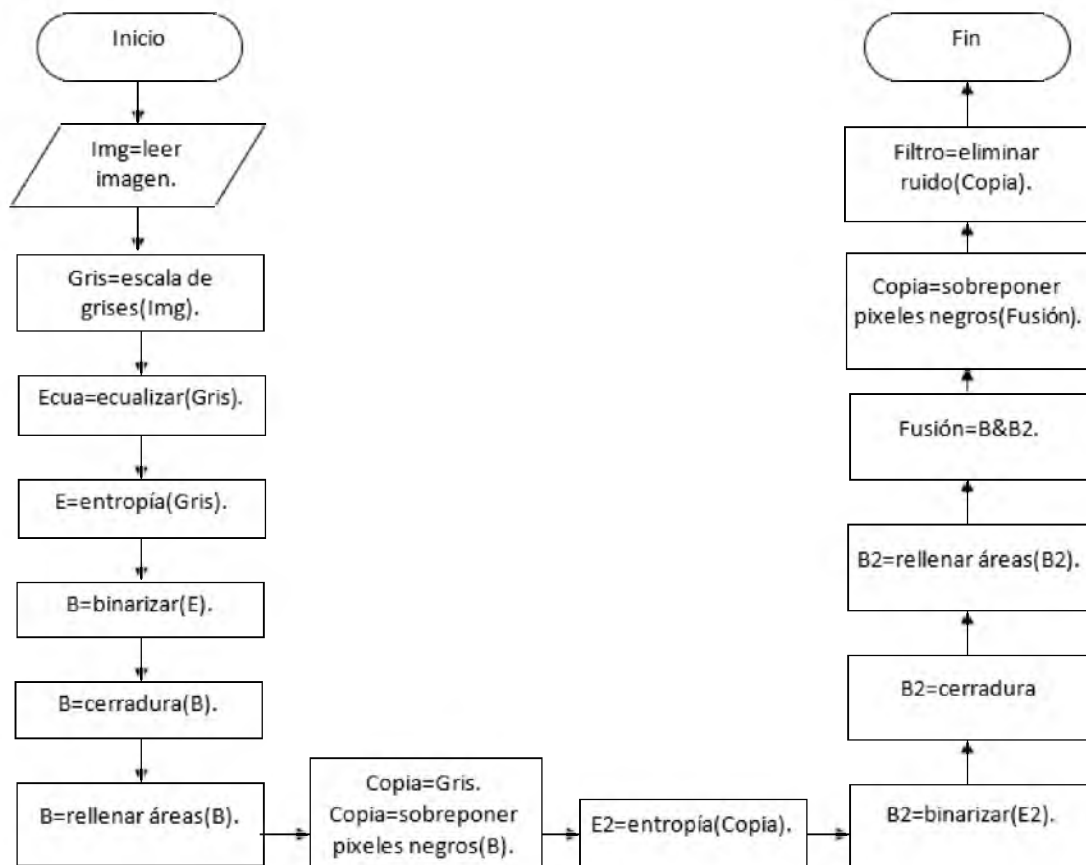 Inicio
Img=leer
imagen.
Gris=escala de
grises(Img).
Ecua=ecualizar(Gris).
E=entropía(Gris).
B=binarizar(E).
B=cerradura(B).
B=rellenar áreas(B).
Copia=Gris.
Copia=sobreponer
pixeles negros(B).
E2=entropía(Copia).
B2=binarizar(E2).
B2=cerradura
B2=rellenar áreas(B2).
Fusión=B&B2.
Copia=sobreponer
pixeles negros(Fusión).
Filtro=eliminar
ruido(Copia).
Fin